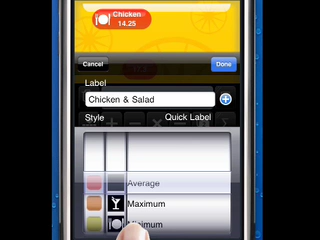 Chicken
14.25
Cancel
Done
Label
Chicken & Salad
Style
Quick Label
Average
Maximum
Minimum